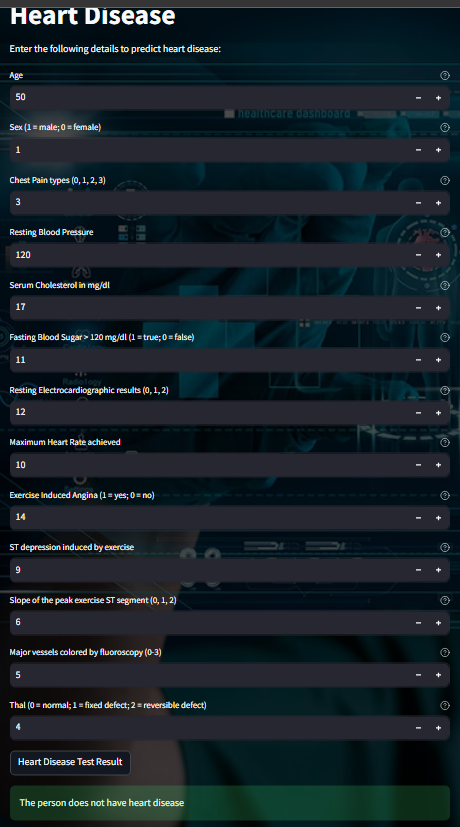 Heart Disease
Enter the following details to predict heart disease:
Age
50
healthcare dashboard
Sex (1 = male; 0 = female)
1
Chest Pain types (0, 1, 2, 3)
3
Resting Blood Pressure
120
Serum Cholesterol in mg/dl
17
Fasting Blood Sugar > 120 mg/dl (1 = true; 0 = false)
11
Radiology
Resting Electrocardiographic results (0, 1, 2)
12
Maximum Heart Rate achieved
10
Exercise Induced Angina (1 = yes; 0 = no)
14
ST depression induced by exercise
9
Slope of the peak exercise ST segment (0, 1, 2)
6
Major vessels colored by fluoroscopy (0-3)
5
Thal (0 = normal; 1 = fixed defect; 2 = reversible defect)
4
Heart Disease Test Result
The person does not have heart disease